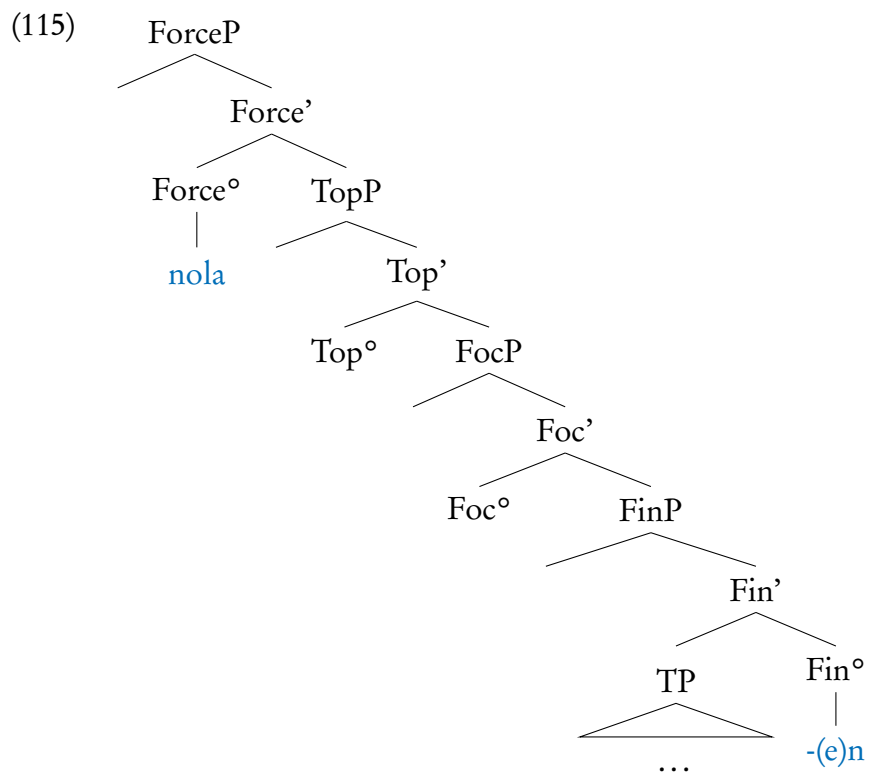 (115)
ForceP
Force’
Force° TopP
nola Top’
Top° FocP
Foc’
Foc° FinP
Fin’
TP Fin°
... -(e)n